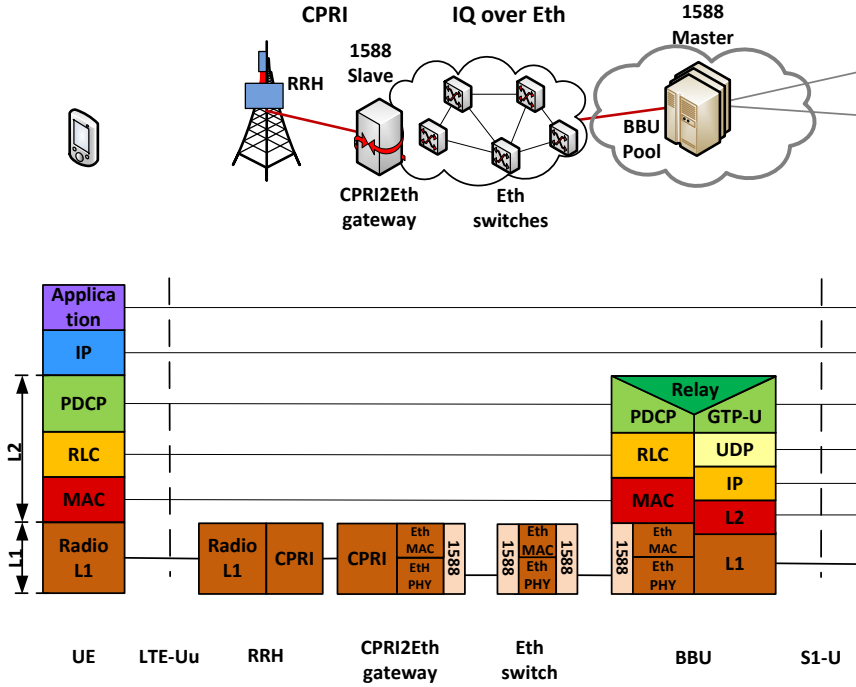 CPRI
IQ over Eth
1588
Master
1588
Slave
RRH
BBU
Pool
CPRI2Eth
gateway
Eth
switches
Applica
tion
IP
PDCP
RLC
MAC
Radio
L1
L2
L1
Radio
L1
CPRI
CPRI
Eth
MAC
EtH
PHY
1588
1588
Eth
MAC
Eth
PHY
1588
Relay
PDCP
GTP-U
RLC
UDP
MAC
IP
L2
1588
Eth
MAC
Eth
PHY
L1
UE
LTE-Uu
RRH
CPRI2Eth
gateway
Eth
switch
BBU
S1-U